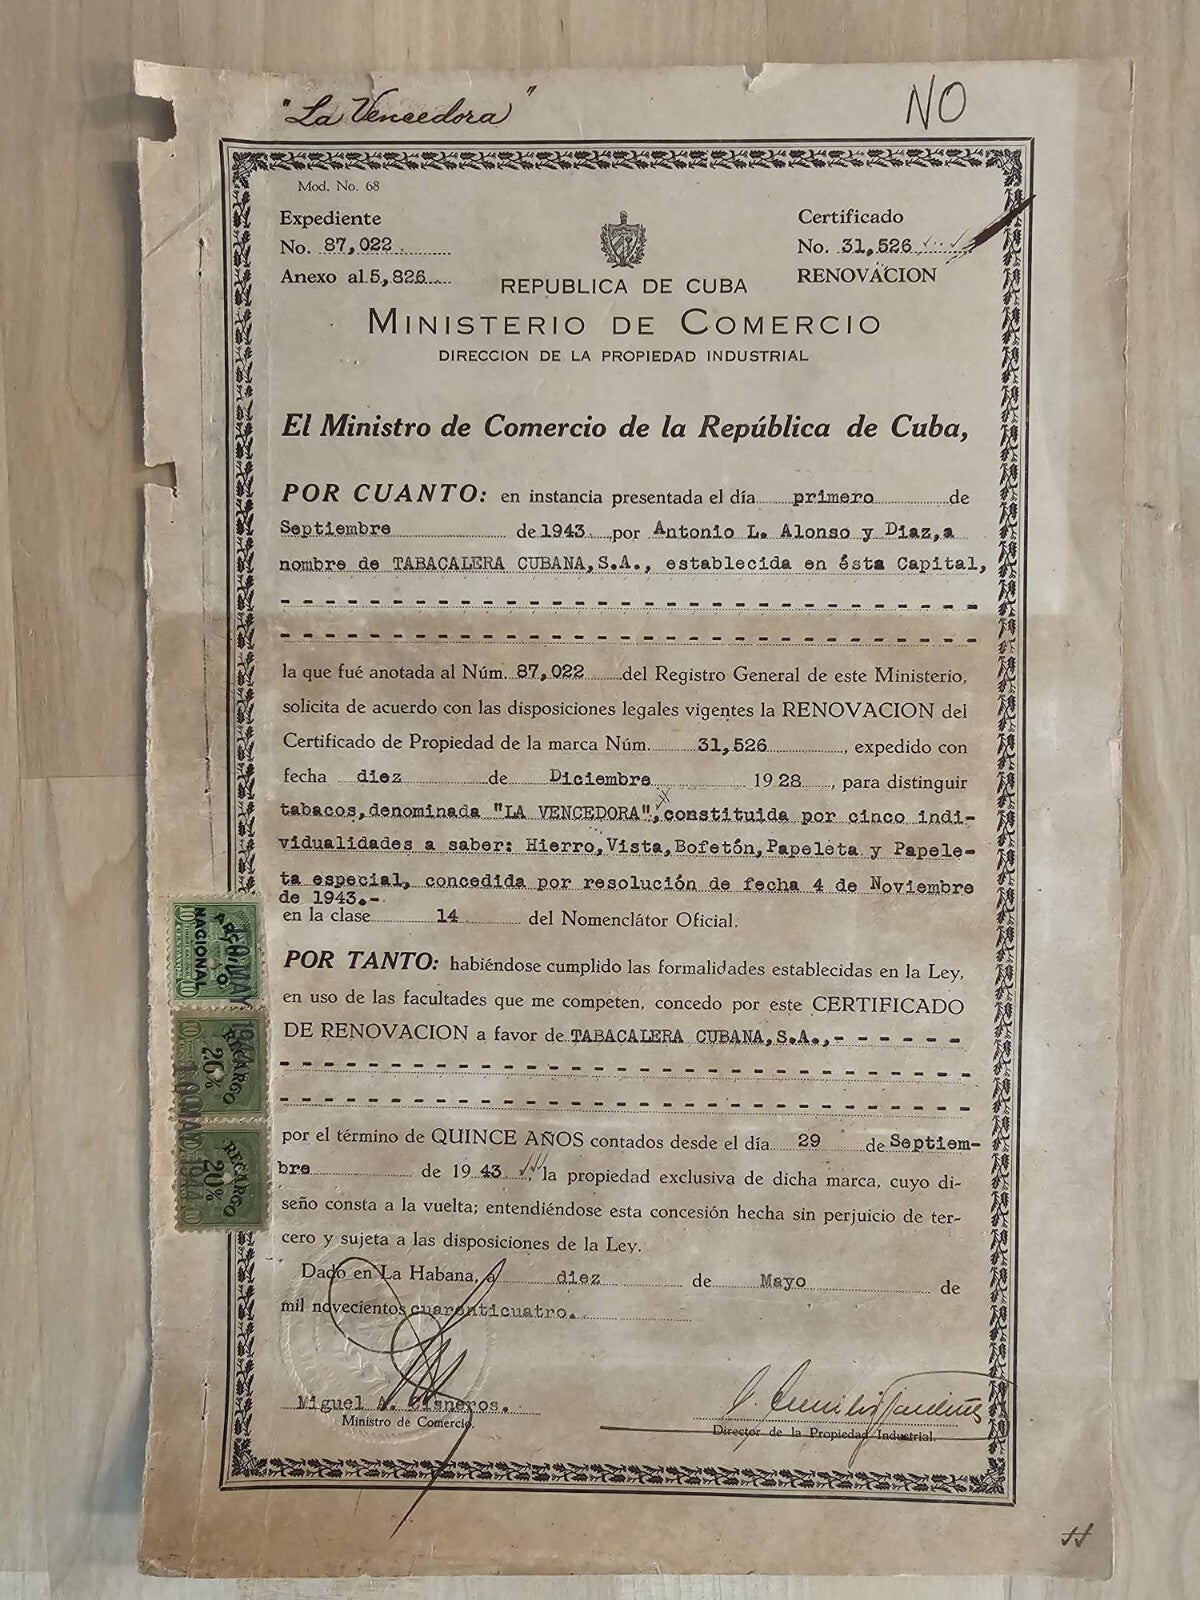 "La Vencedora"
NO
Mod. No. 68
Expediente
No. 87,022
Anexo al 5,826
Certificado
No. 31,526
RENOVACION
REPUBLICA DE CUBA
MINISTERIO DE COMERCIO
DIRECCION DE LA PROPIEDAD INDUSTRIAL
El Ministro de Comercio de la República de Cuba,
POR CUANTO: en instancia presentada el día primero de
Septiembre de 1943 por Antonio L. Alonso y Diaz, a
nombre de TABACALERA CUBANA, S.A., establecida en ésta Capital,
la que fué anotada al Núm. 87,022 del Registro General de este Ministerio,
solicita de acuerdo con las disposiciones legales vigentes la RENOVACION del
Certificado de Propiedad de la marca Núm. 31,526, expedido con
fecha diez de Diciembre 1928, para distinguir
tabacos, denominada "LA VENCEDORA", constituida por cinco indi-
vidualidades a saber: Hierro, Vista, Bofetón, Papeleta y Papele-
ta especial, concedida por resolución de fecha 4 de Noviembre
de 1943.-
en la clase 14 del Nomenclátor Oficial.
POR TANTO: habiéndose cumplido las formalidades establecidas en la Ley,
en uso de las facultades que me competen, concedo por este CERTIFICADO
DE RENOVACION a favor de TABACALERA CUBANA, S.A.,- - - - - -
por el término de QUINCE AÑOS contados desde el día 29 de Septiem-
bre de 1943, la propiedad exclusiva de dicha marca, cuyo di-
seño consta a la vuelta; entendiéndose esta concesión hecha sin perjuicio de ter-
cero y sujeta a las disposiciones de la Ley.
Dado en La Habana, a diez de Mayo de
mil novecientos cuarenticuatro.
Miguel A. Cisneros.
Ministro de Comercio.
Director de la Propiedad Industrial.
ARCHIVO
NACIONAL
10 MAY
10
RECARGO
20%
10 MAY 1944
RECARGO
20%